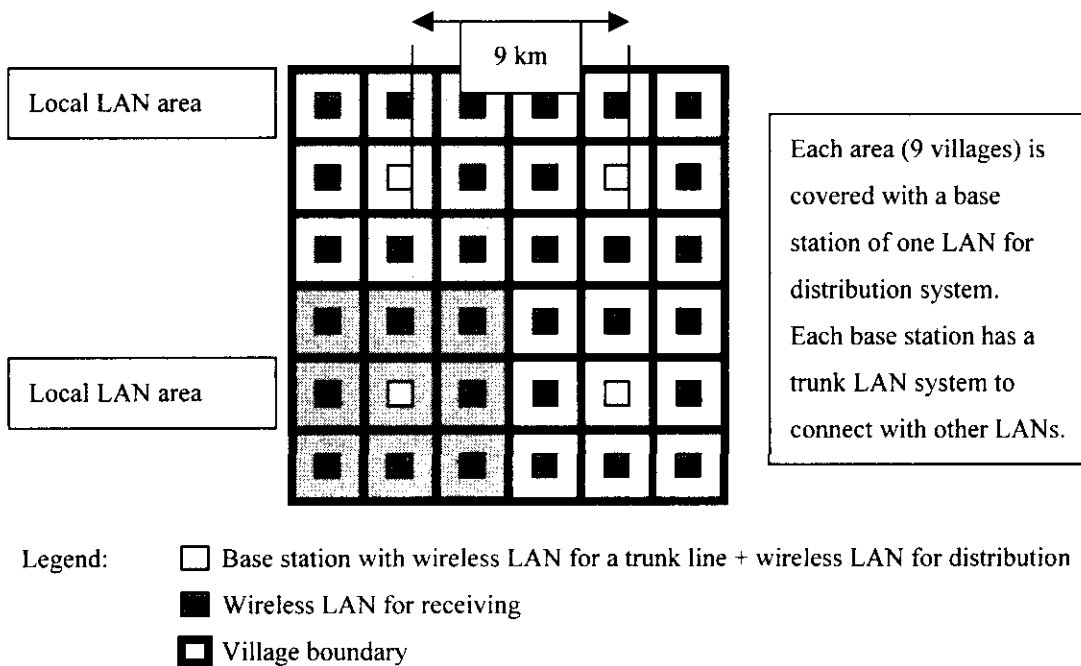 9 km
Local LAN area
Each area (9 villages) is
covered with a base
station of one LAN for
distribution system.
Each base station has a
trunk LAN system to
connect with other LANs.
Local LAN area
Legend:
Base station with wireless LAN for a trunk line + wireless LAN for distribution
Wireless LAN for receiving
Village boundary